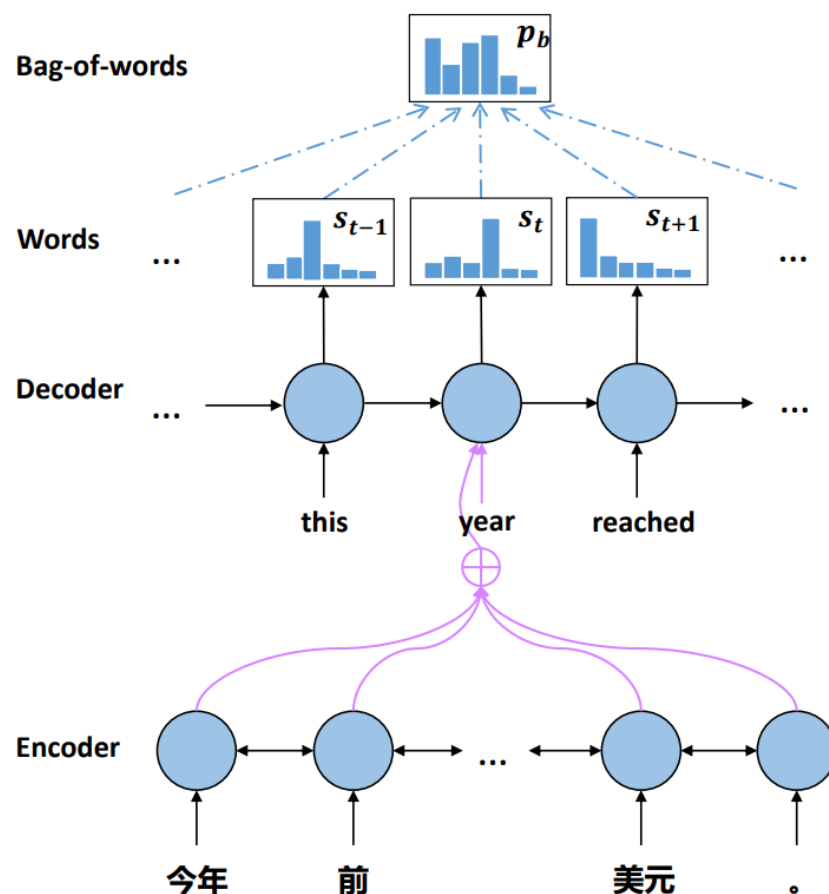 Bag-of-words p_b
Words ... s_{t-1} s_t s_{t+1} ...
Decoder ... ...
this year reached
Encoder ...
今年 前 美元 。